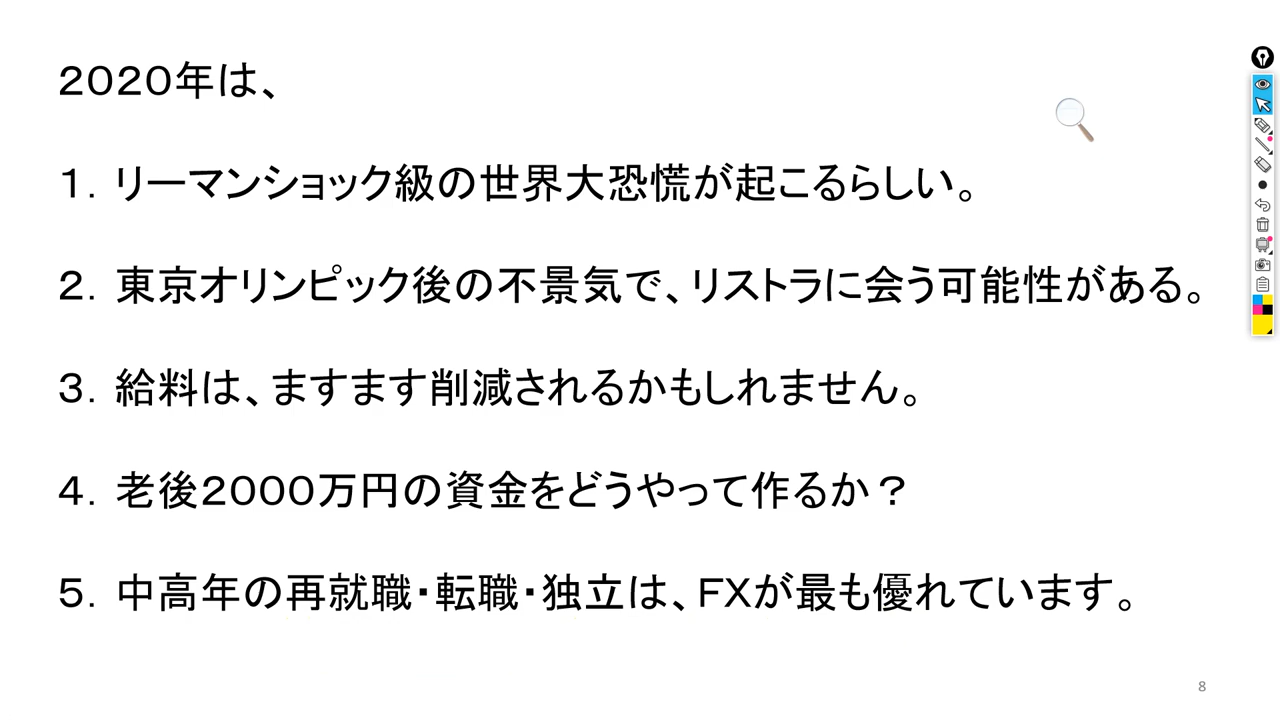 ２０２０年は、
１．リーマンショック級の世界大恐慌が起こるらしい。
２．東京オリンピック後の不景気で、リストラに会う可能性がある。
３．給料は、ますます削減されるかもしれません。
４．老後２０００万円の資金をどうやって作るか？
５．中高年の再就職・転職・独立は、ＦＸが最も優れています。
8